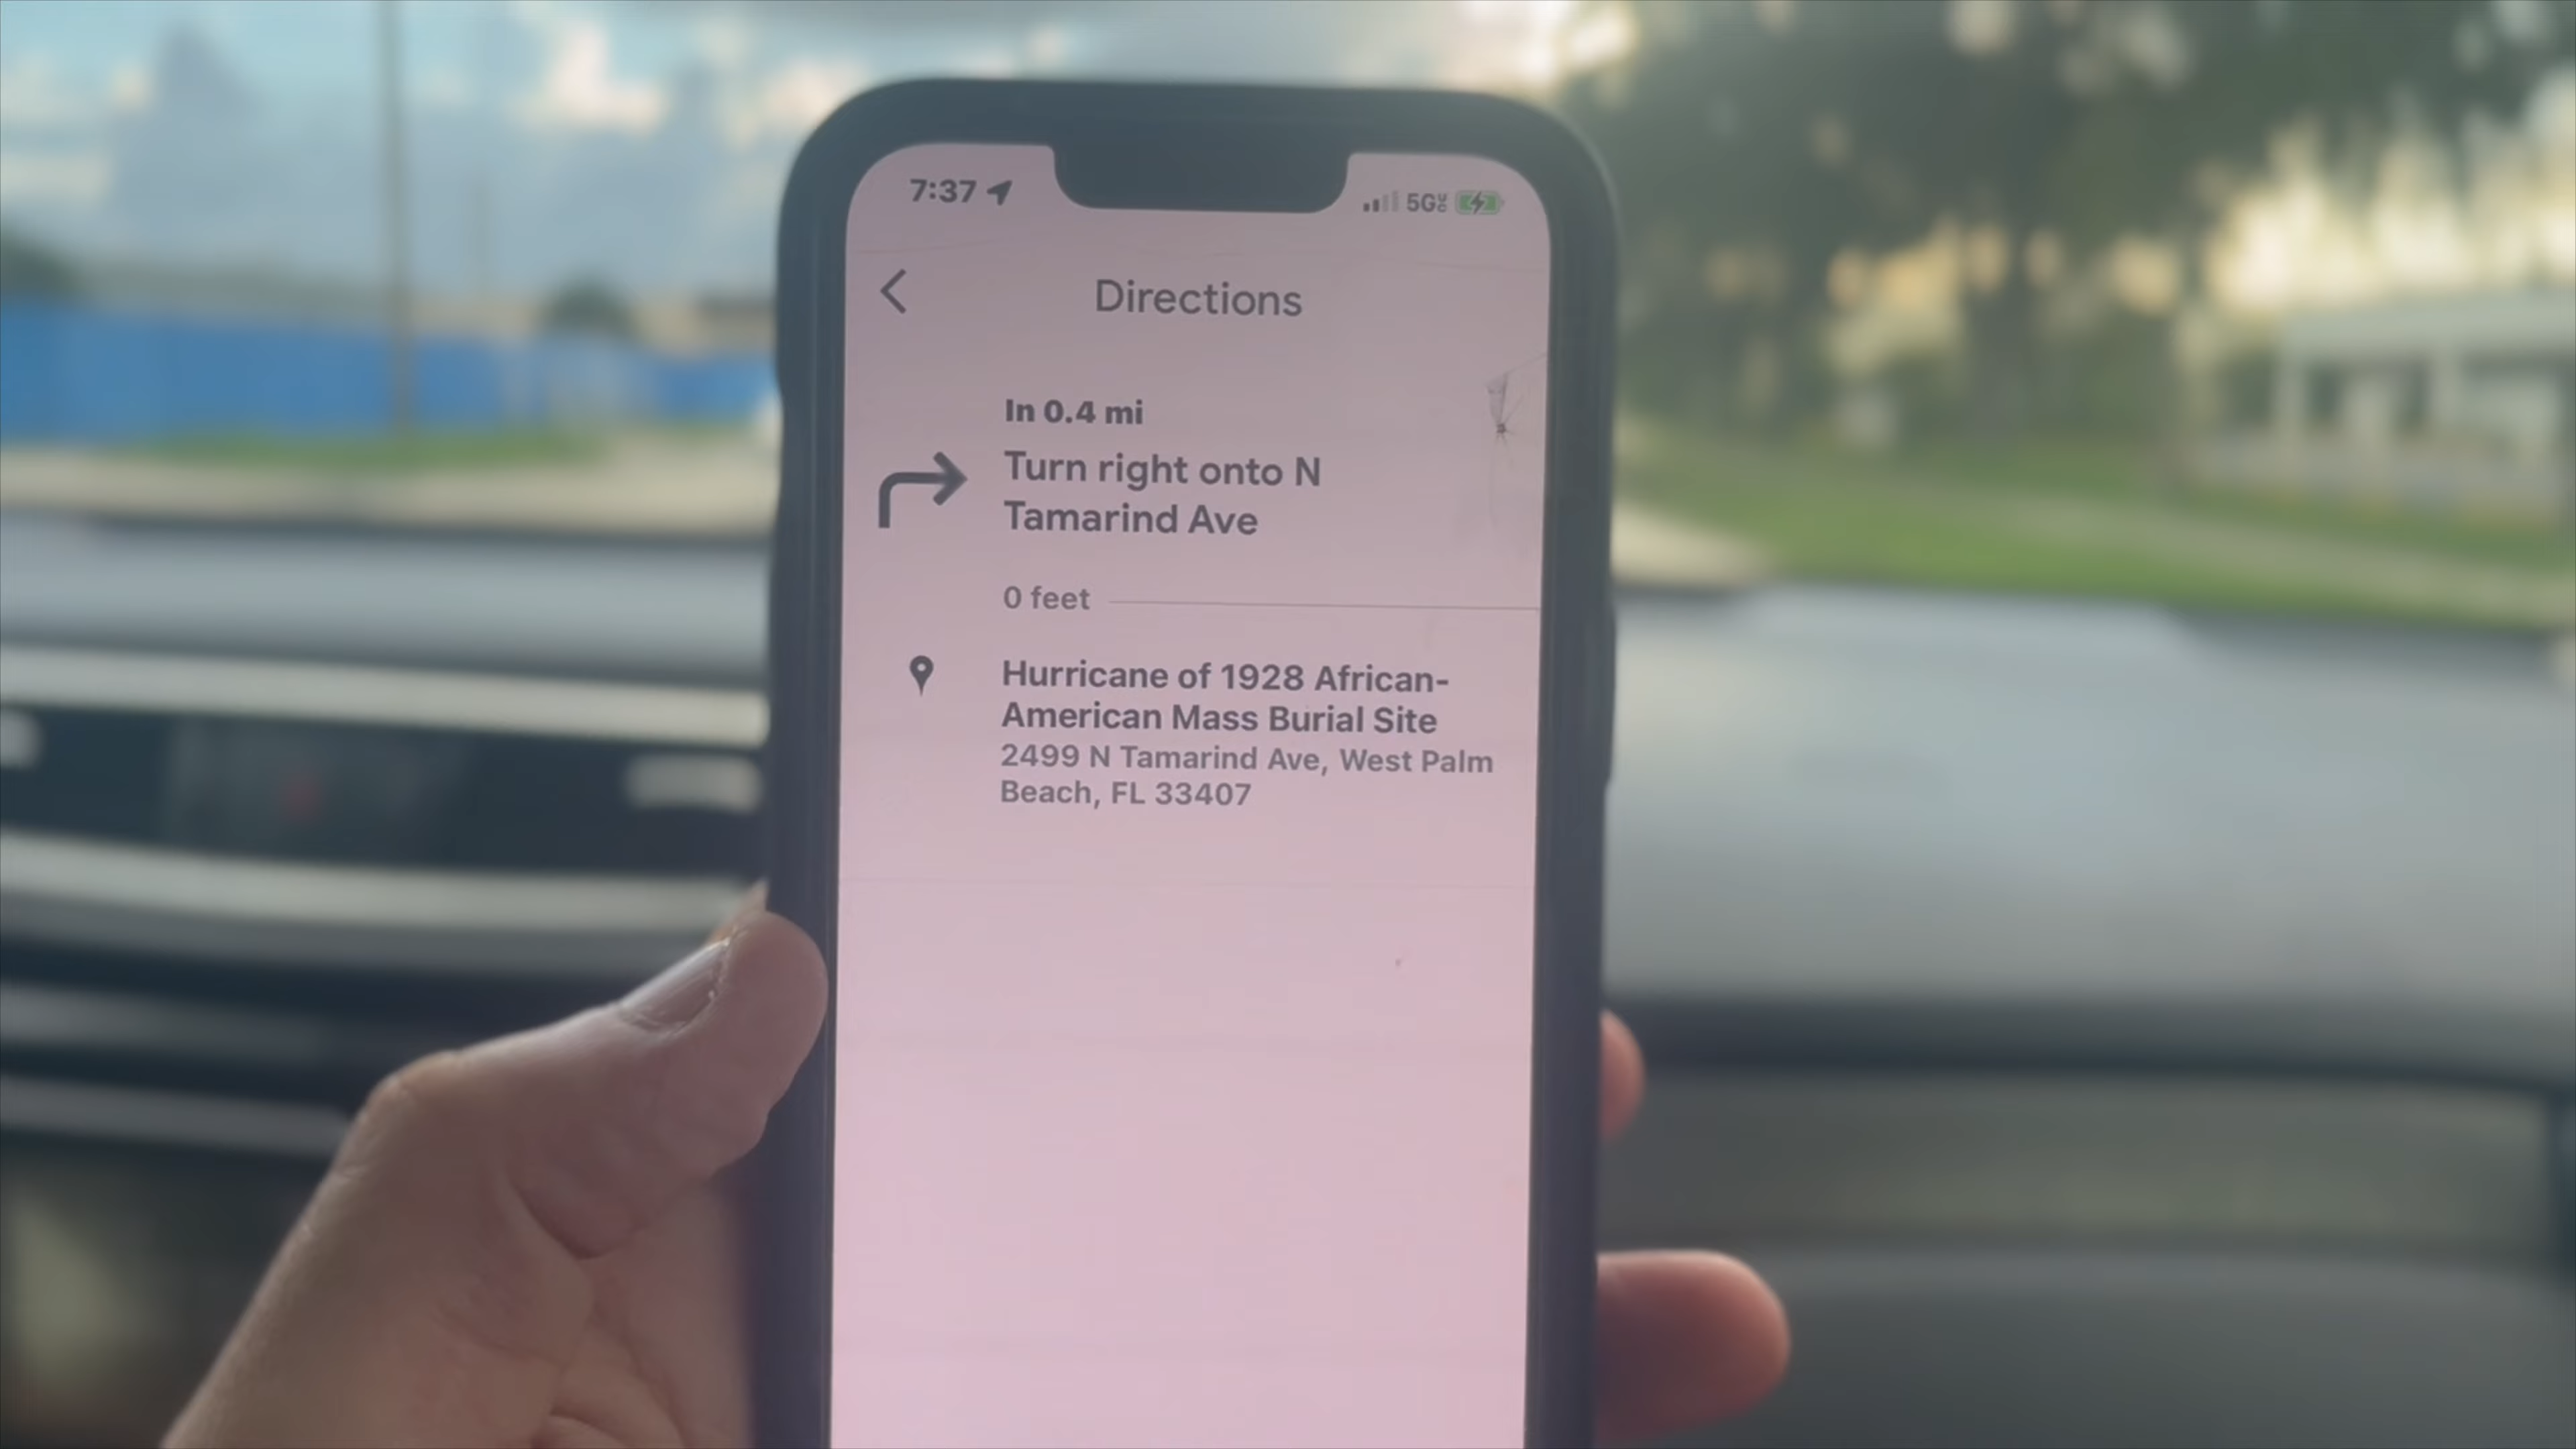 7:37
5G
Directions
In 0.4 mi
Turn right onto N
Tamarind Ave
0 feet
Hurricane of 1928 African-
American Mass Burial Site
2499 N Tamarind Ave, West Palm
Beach, FL 33407